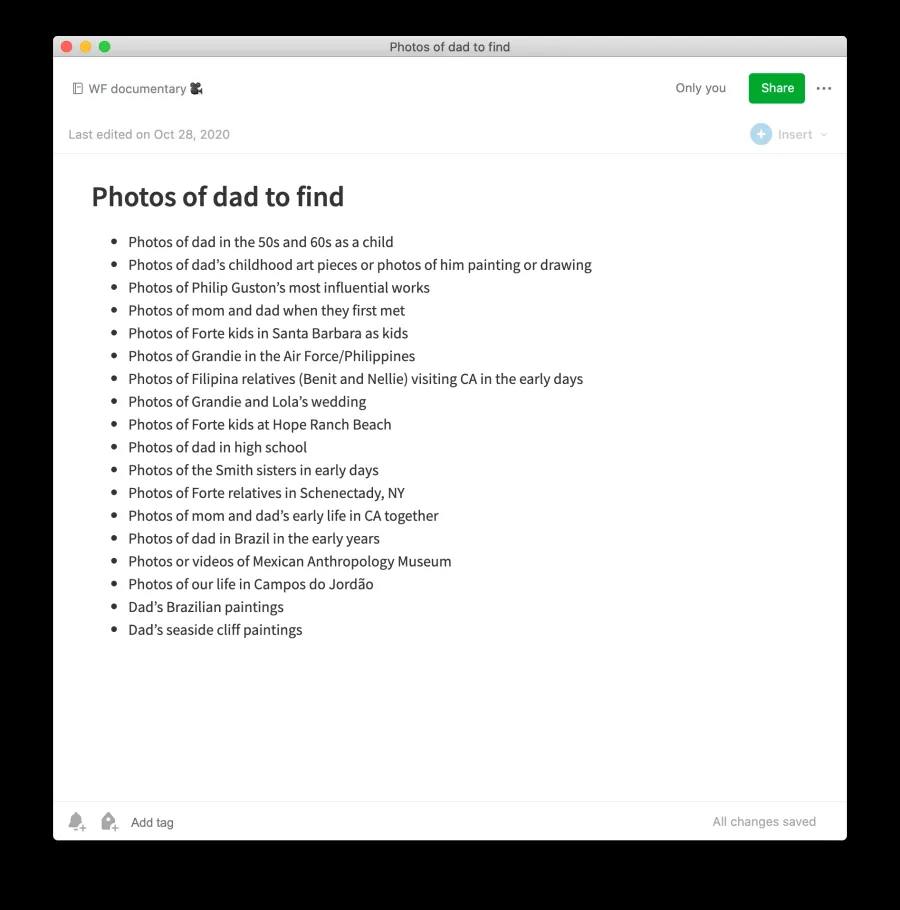 Photos of dad to find
WF documentary 🎥
Only you
Share
Last edited on Oct 28, 2020
Insert
Photos of dad to find
• Photos of dad in the 50s and 60s as a child
• Photos of dad’s childhood art pieces or photos of him painting or drawing
• Photos of Philip Guston’s most influential works
• Photos of mom and dad when they first met
• Photos of Forte kids in Santa Barbara as kids
• Photos of Grandie in the Air Force/Philippines
• Photos of Filipina relatives (Benit and Nellie) visiting CA in the early days
• Photos of Grandie and Lola’s wedding
• Photos of Forte kids at Hope Ranch Beach
• Photos of dad in high school
• Photos of the Smith sisters in early days
• Photos of Forte relatives in Schenectady, NY
• Photos of mom and dad’s early life in CA together
• Photos of dad in Brazil in the early years
• Photos or videos of Mexican Anthropology Museum
• Photos of our life in Campos do Jordão
• Dad’s Brazilian paintings
• Dad’s seaside cliff paintings
Add tag
All changes saved